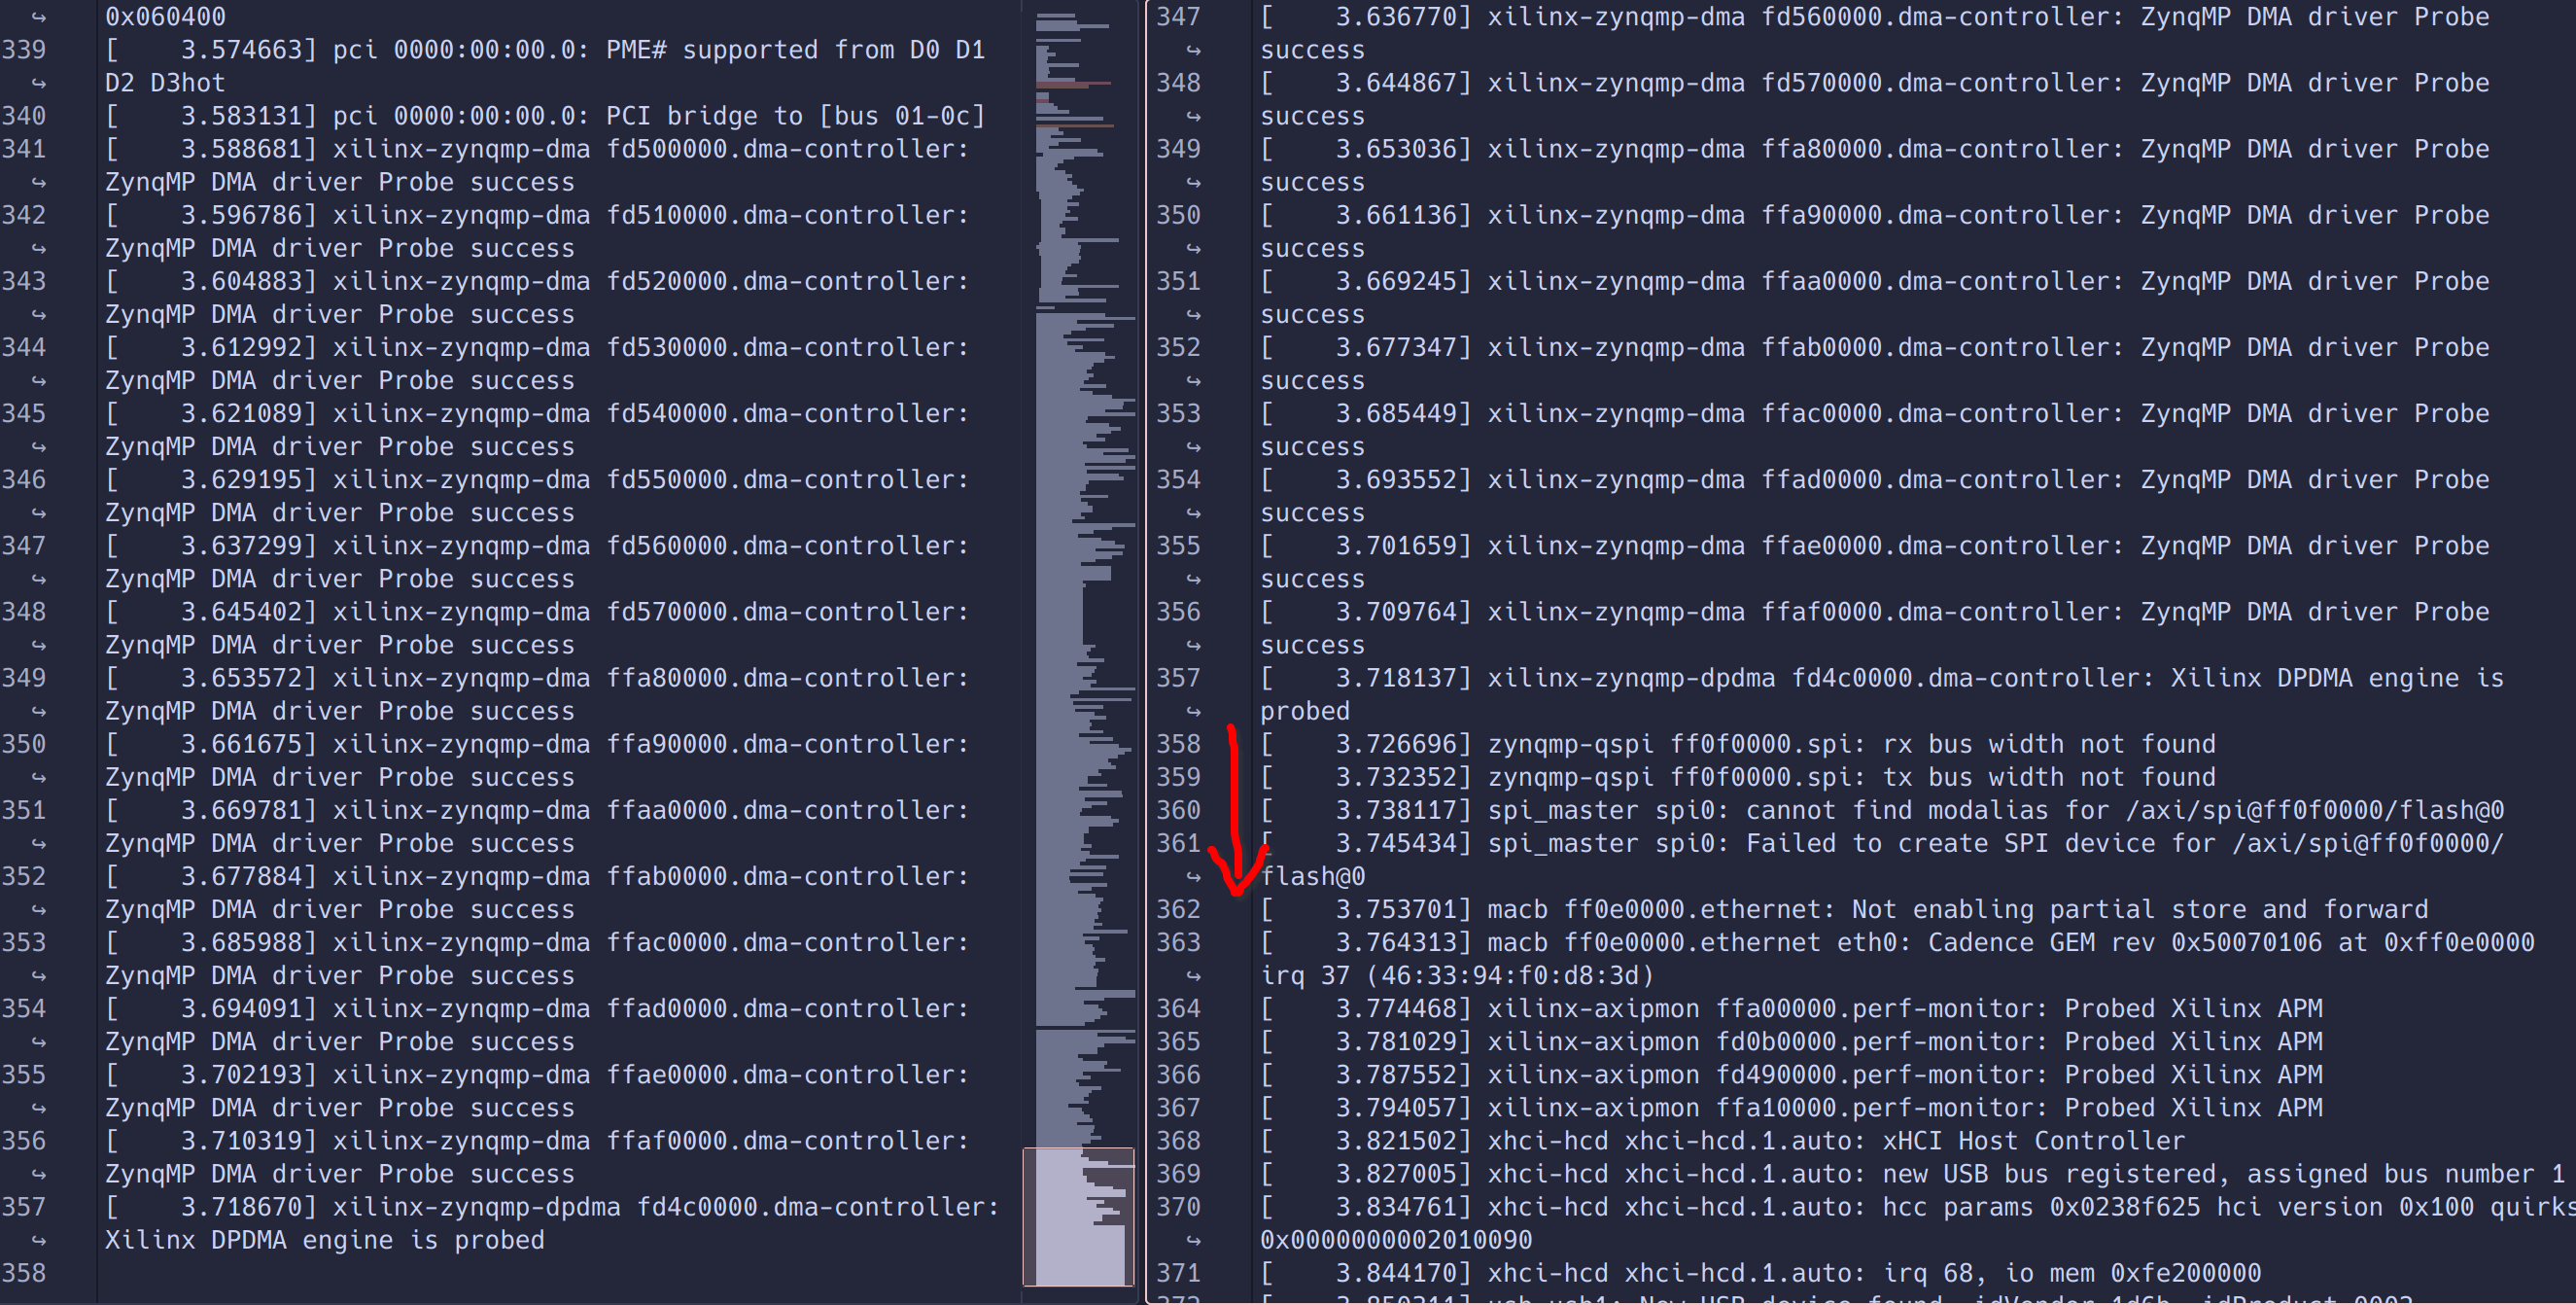 ↪ 0x060400
339 [    3.574663] pci 0000:00:00.0: PME# supported from D0 D1
↪ D2 D3hot
340 [    3.583131] pci 0000:00:00.0: PCI bridge to [bus 01-0c]
341 [    3.588681] xilinx-zynqmp-dma fd500000.dma-controller:
↪ ZynqMP DMA driver Probe success
342 [    3.596786] xilinx-zynqmp-dma fd510000.dma-controller:
↪ ZynqMP DMA driver Probe success
343 [    3.604883] xilinx-zynqmp-dma fd520000.dma-controller:
↪ ZynqMP DMA driver Probe success
344 [    3.612992] xilinx-zynqmp-dma fd530000.dma-controller:
↪ ZynqMP DMA driver Probe success
345 [    3.621089] xilinx-zynqmp-dma fd540000.dma-controller:
↪ ZynqMP DMA driver Probe success
346 [    3.629195] xilinx-zynqmp-dma fd550000.dma-controller:
↪ ZynqMP DMA driver Probe success
347 [    3.637299] xilinx-zynqmp-dma fd560000.dma-controller:
↪ ZynqMP DMA driver Probe success
348 [    3.645402] xilinx-zynqmp-dma fd570000.dma-controller:
↪ ZynqMP DMA driver Probe success
349 [    3.653572] xilinx-zynqmp-dma ffa80000.dma-controller:
↪ ZynqMP DMA driver Probe success
350 [    3.661675] xilinx-zynqmp-dma ffa90000.dma-controller:
↪ ZynqMP DMA driver Probe success
351 [    3.669781] xilinx-zynqmp-dma ffaa0000.dma-controller:
↪ ZynqMP DMA driver Probe success
352 [    3.677884] xilinx-zynqmp-dma ffab0000.dma-controller:
↪ ZynqMP DMA driver Probe success
353 [    3.685988] xilinx-zynqmp-dma ffac0000.dma-controller:
↪ ZynqMP DMA driver Probe success
354 [    3.694091] xilinx-zynqmp-dma ffad0000.dma-controller:
↪ ZynqMP DMA driver Probe success
355 [    3.702193] xilinx-zynqmp-dma ffae0000.dma-controller:
↪ ZynqMP DMA driver Probe success
356 [    3.710319] xilinx-zynqmp-dma ffaf0000.dma-controller:
↪ ZynqMP DMA driver Probe success
357 [    3.718670] xilinx-zynqmp-dpdma fd4c0000.dma-controller:
↪ Xilinx DPDMA engine is probed
358
347 [    3.636770] xilinx-zynqmp-dma fd560000.dma-controller: ZynqMP DMA driver Probe
↪ success
348 [    3.644867] xilinx-zynqmp-dma fd570000.dma-controller: ZynqMP DMA driver Probe
↪ success
349 [    3.653036] xilinx-zynqmp-dma ffa80000.dma-controller: ZynqMP DMA driver Probe
↪ success
350 [    3.661136] xilinx-zynqmp-dma ffa90000.dma-controller: ZynqMP DMA driver Probe
↪ success
351 [    3.669245] xilinx-zynqmp-dma ffaa0000.dma-controller: ZynqMP DMA driver Probe
↪ success
352 [    3.677347] xilinx-zynqmp-dma ffab0000.dma-controller: ZynqMP DMA driver Probe
↪ success
353 [    3.685449] xilinx-zynqmp-dma ffac0000.dma-controller: ZynqMP DMA driver Probe
↪ success
354 [    3.693552] xilinx-zynqmp-dma ffad0000.dma-controller: ZynqMP DMA driver Probe
↪ success
355 [    3.701659] xilinx-zynqmp-dma ffae0000.dma-controller: ZynqMP DMA driver Probe
↪ success
356 [    3.709764] xilinx-zynqmp-dma ffaf0000.dma-controller: ZynqMP DMA driver Probe
↪ success
357 [    3.718137] xilinx-zynqmp-dpdma fd4c0000.dma-controller: Xilinx DPDMA engine is
↪ probed
358 [    3.726696] zynqmp-qspi ff0f0000.spi: rx bus width not found
359 [    3.732352] zynqmp-qspi ff0f0000.spi: tx bus width not found
360 [    3.738117] spi_master spi0: cannot find modalias for /axi/spi@ff0f0000/flash@0
361 [    3.745434] spi_master spi0: Failed to create SPI device for /axi/spi@ff0f0000/
↪ flash@0
362 [    3.753701] macb ff0e0000.ethernet: Not enabling partial store and forward
363 [    3.764313] macb ff0e0000.ethernet eth0: Cadence GEM rev 0x50070106 at 0xff0e0000
↪ irq 37 (46:33:94:f0:d8:3d)
364 [    3.774468] xilinx-axipmon ffa00000.perf-monitor: Probed Xilinx APM
365 [    3.781029] xilinx-axipmon fd0b0000.perf-monitor: Probed Xilinx APM
366 [    3.787552] xilinx-axipmon fd490000.perf-monitor: Probed Xilinx APM
367 [    3.794057] xilinx-axipmon ffa10000.perf-monitor: Probed Xilinx APM
368 [    3.821502] xhci-hcd xhci-hcd.1.auto: xHCI Host Controller
369 [    3.827005] xhci-hcd xhci-hcd.1.auto: new USB bus registered, assigned bus number 1
370 [    3.834761] xhci-hcd xhci-hcd.1.auto: hcc params 0x0238f625 hci version 0x100 quirks
↪ 0x0000000002010090
371 [    3.844170] xhci-hcd xhci-hcd.1.auto: irq 68, io mem 0xfe200000